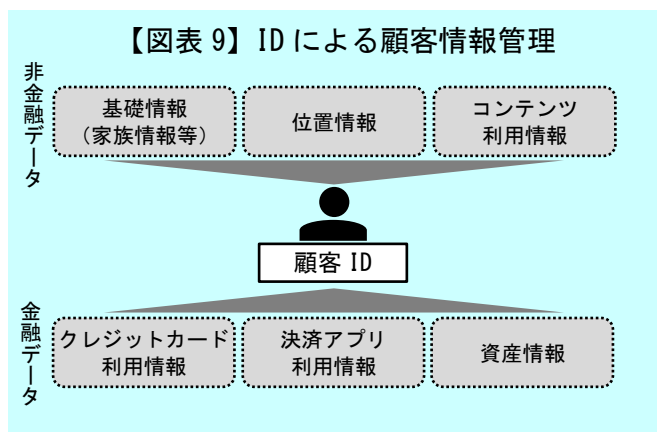 【図表 9】ID による顧客情報管理
非金融データ
基礎情報
（家族情報等）
位置情報
コンテンツ
利用情報
顧客 ID
金融データ
クレジットカード
利用情報
決済アプリ
利用情報
資産情報